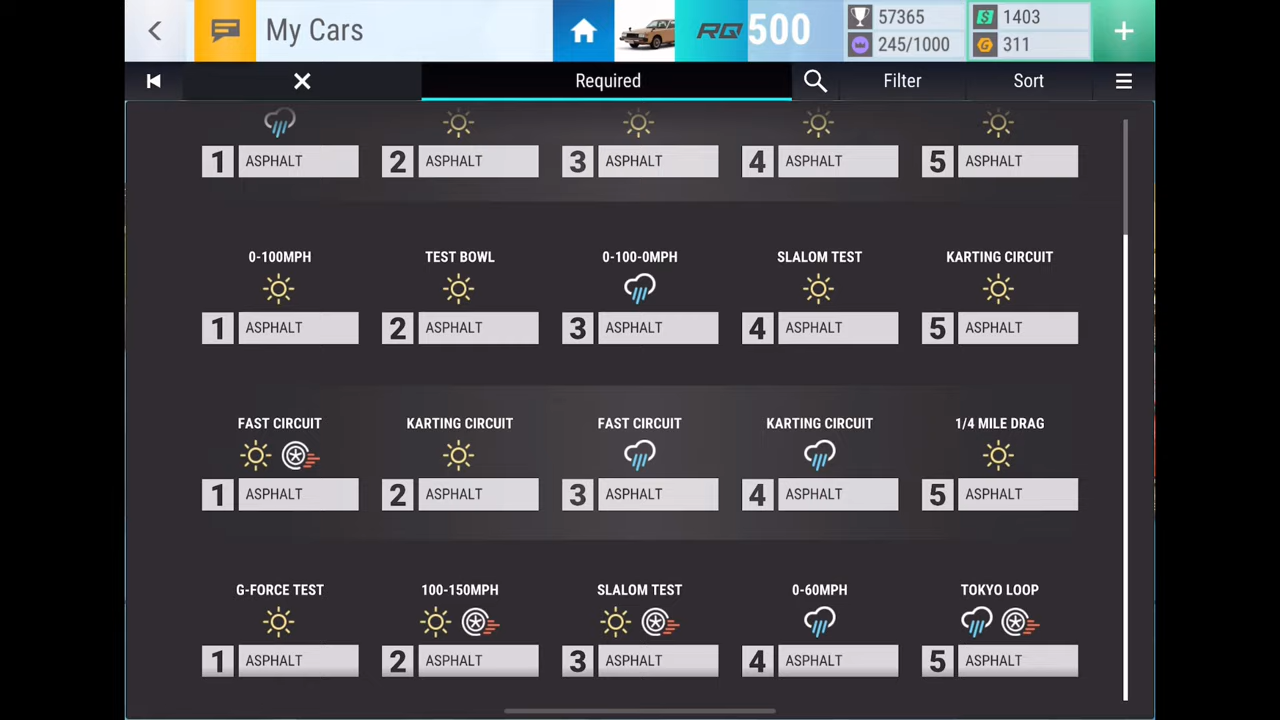 My Cars
RQ 500
57365
245/1000
1403
311
+
Required
Filter
Sort
1 ASPHALT 2 ASPHALT 3 ASPHALT 4 ASPHALT 5 ASPHALT
0-100MPH TEST BOWL 0-100-0MPH SLALOM TEST KARTING CIRCUIT
1 ASPHALT 2 ASPHALT 3 ASPHALT 4 ASPHALT 5 ASPHALT
FAST CIRCUIT KARTING CIRCUIT FAST CIRCUIT KARTING CIRCUIT 1/4 MILE DRAG
1 ASPHALT 2 ASPHALT 3 ASPHALT 4 ASPHALT 5 ASPHALT
G-FORCE TEST 100-150MPH SLALOM TEST 0-60MPH TOKYO LOOP
1 ASPHALT 2 ASPHALT 3 ASPHALT 4 ASPHALT 5 ASPHALT